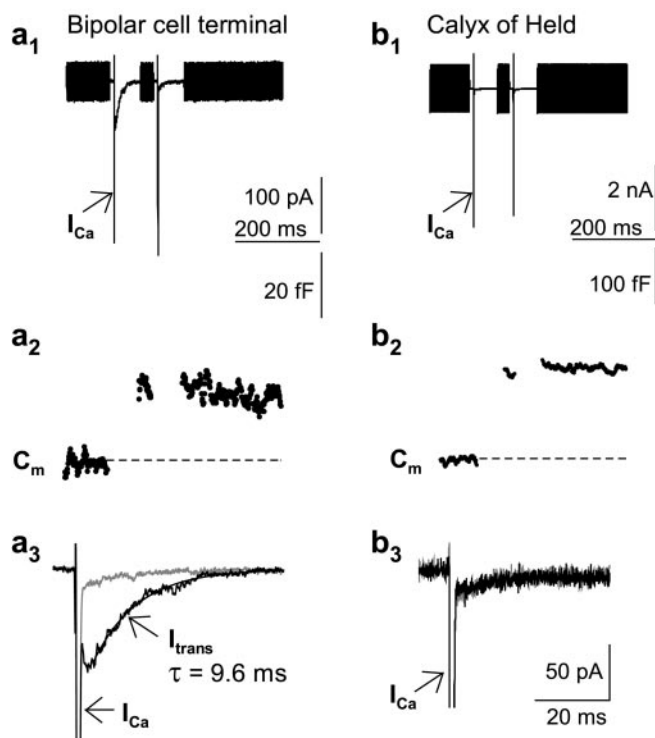 a1 Bipolar cell terminal
b1 Calyx of Held
ICa
100 pA
200 ms
20 fF
ICa
2 nA
200 ms
100 fF
a2
Cm
b2
Cm
a3
Itrans
τ = 9.6 ms
ICa
b3
ICa
50 pA
20 ms